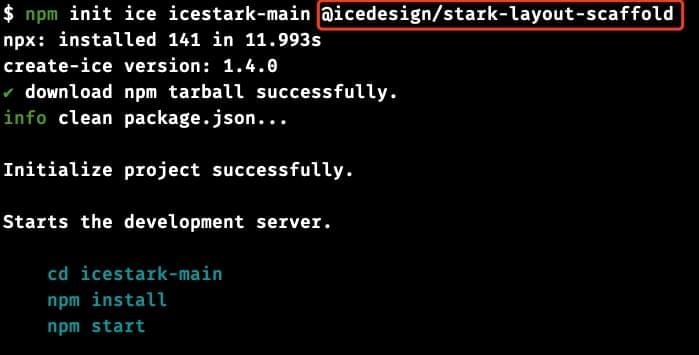 $ npm init ice icestark-main @icedesign/stark-layout-scaffold
npx: installed 141 in 11.993s
create-ice version: 1.4.0
✔ download npm tarball successfully.
info clean package.json...
Initialize project successfully.
Starts the development server.
cd icestark-main
npm install
npm start